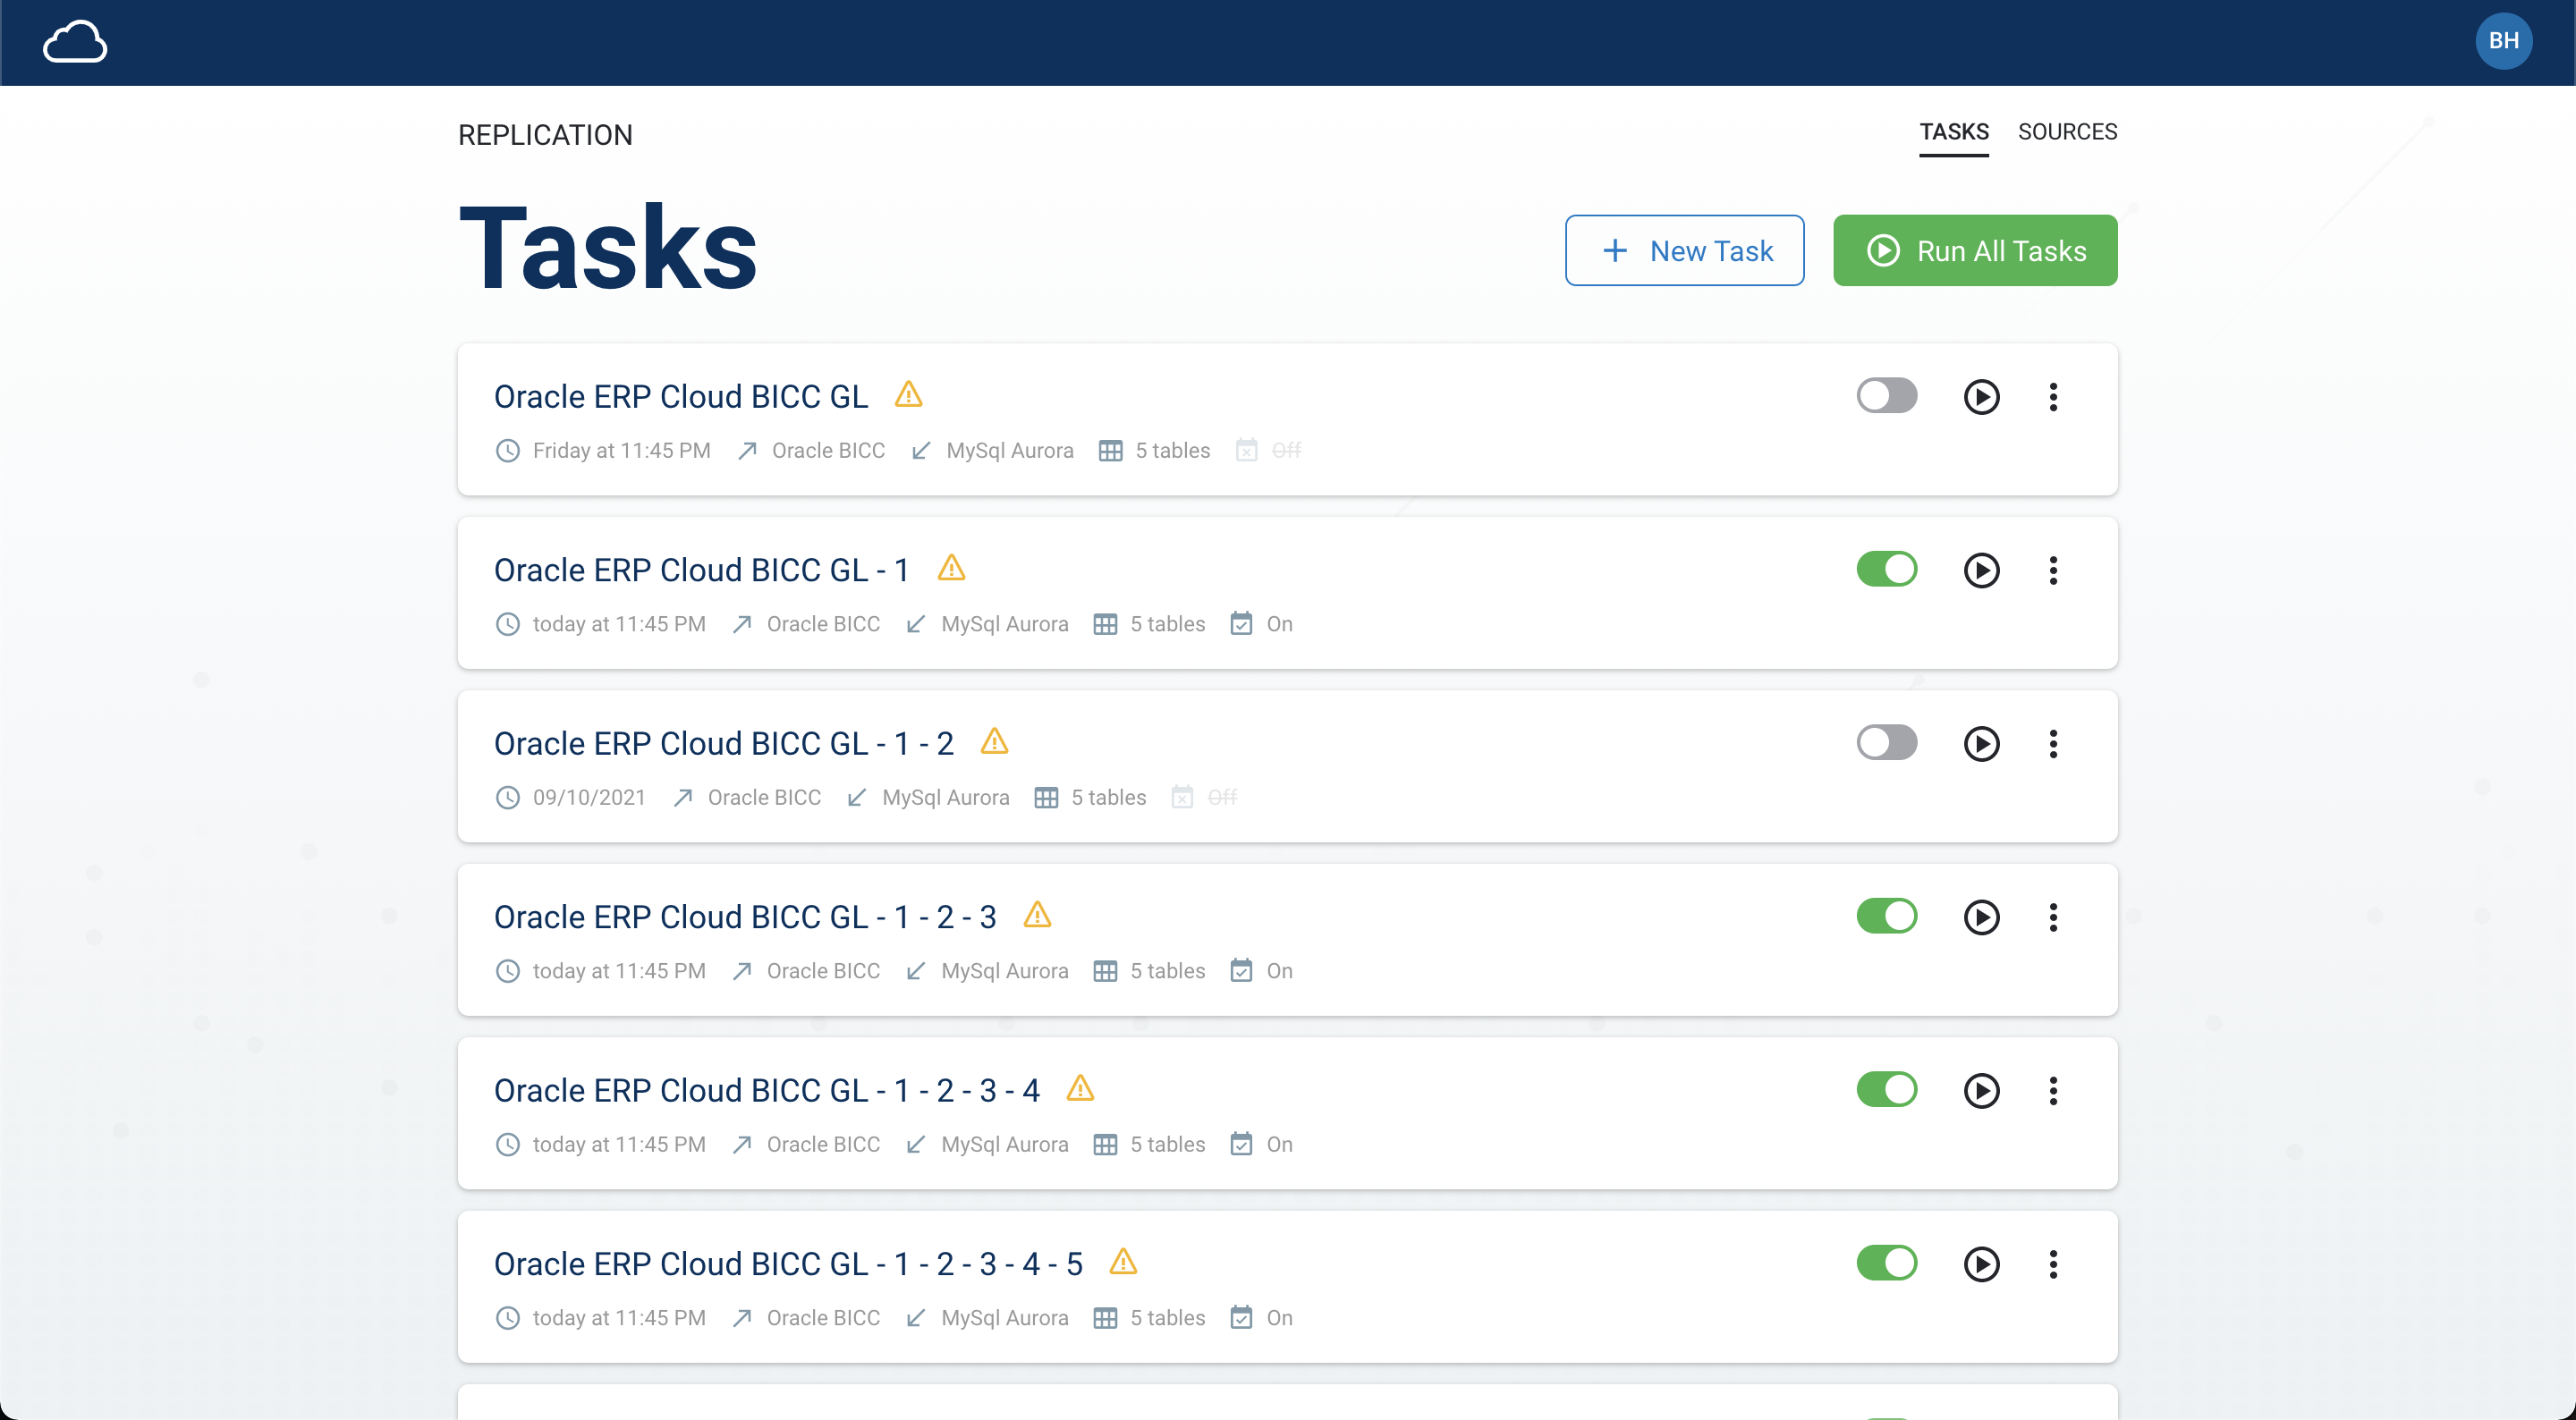 BH
REPLICATION
TASKS SOURCES
Tasks
New Task
Run All Tasks
Oracle ERP Cloud BICC GL
Friday at 11:45 PM Oracle BICC MySql Aurora 5 tables Off
Oracle ERP Cloud BICC GL - 1
today at 11:45 PM Oracle BICC MySql Aurora 5 tables On
Oracle ERP Cloud BICC GL - 1 - 2
09/10/2021 Oracle BICC MySql Aurora 5 tables Off
Oracle ERP Cloud BICC GL - 1 - 2 - 3
today at 11:45 PM Oracle BICC MySql Aurora 5 tables On
Oracle ERP Cloud BICC GL - 1 - 2 - 3 - 4
today at 11:45 PM Oracle BICC MySql Aurora 5 tables On
Oracle ERP Cloud BICC GL - 1 - 2 - 3 - 4 - 5
today at 11:45 PM Oracle BICC MySql Aurora 5 tables On